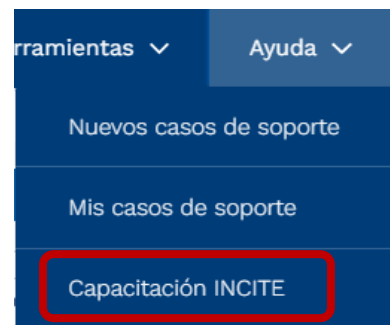 rramientas Ayuda
Nuevos casos de soporte
Mis casos de soporte
Capacitación INCITE